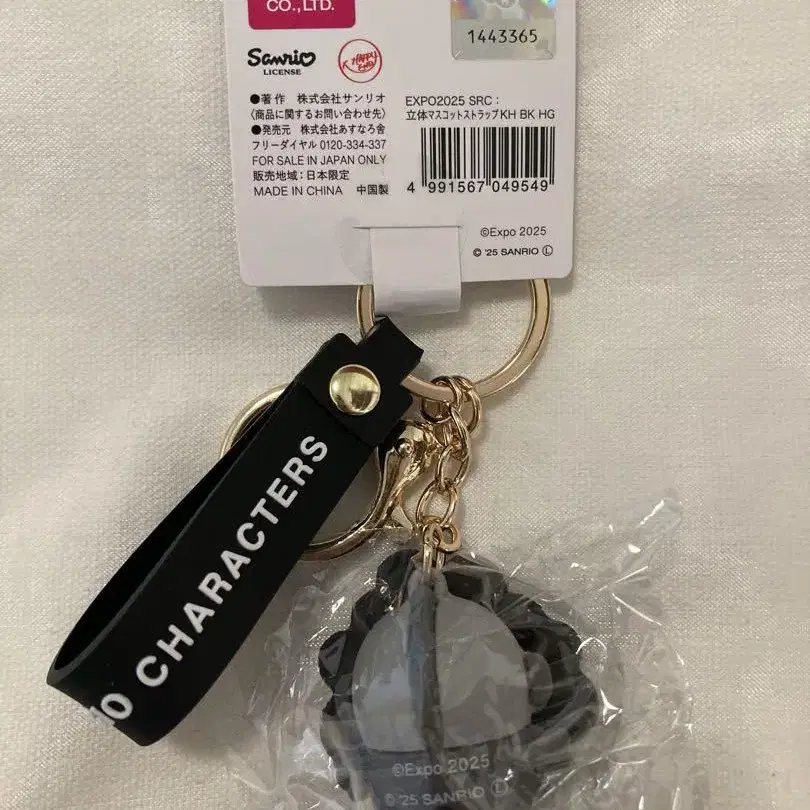 CO.,LTD.
1443365
Sanrio
LICENSE
HAPPY
●著作 株式会社サンリオ
〈商品に関するお問い合わせ先〉
●発売元 株式会社あすなろ舎
フリーダイヤル 0120-334-337
FOR SALE IN JAPAN ONLY
販売地域：日本限定
MADE IN CHINA 中国製
EXPO2025 SRC：
立体マスコットストラップKH BK HG
4 991567 049549
©Expo 2025
© '25 SANRIO Ⓛ
IO CHARACTERS
©Expo 2025
© '25 SANRIO Ⓛ